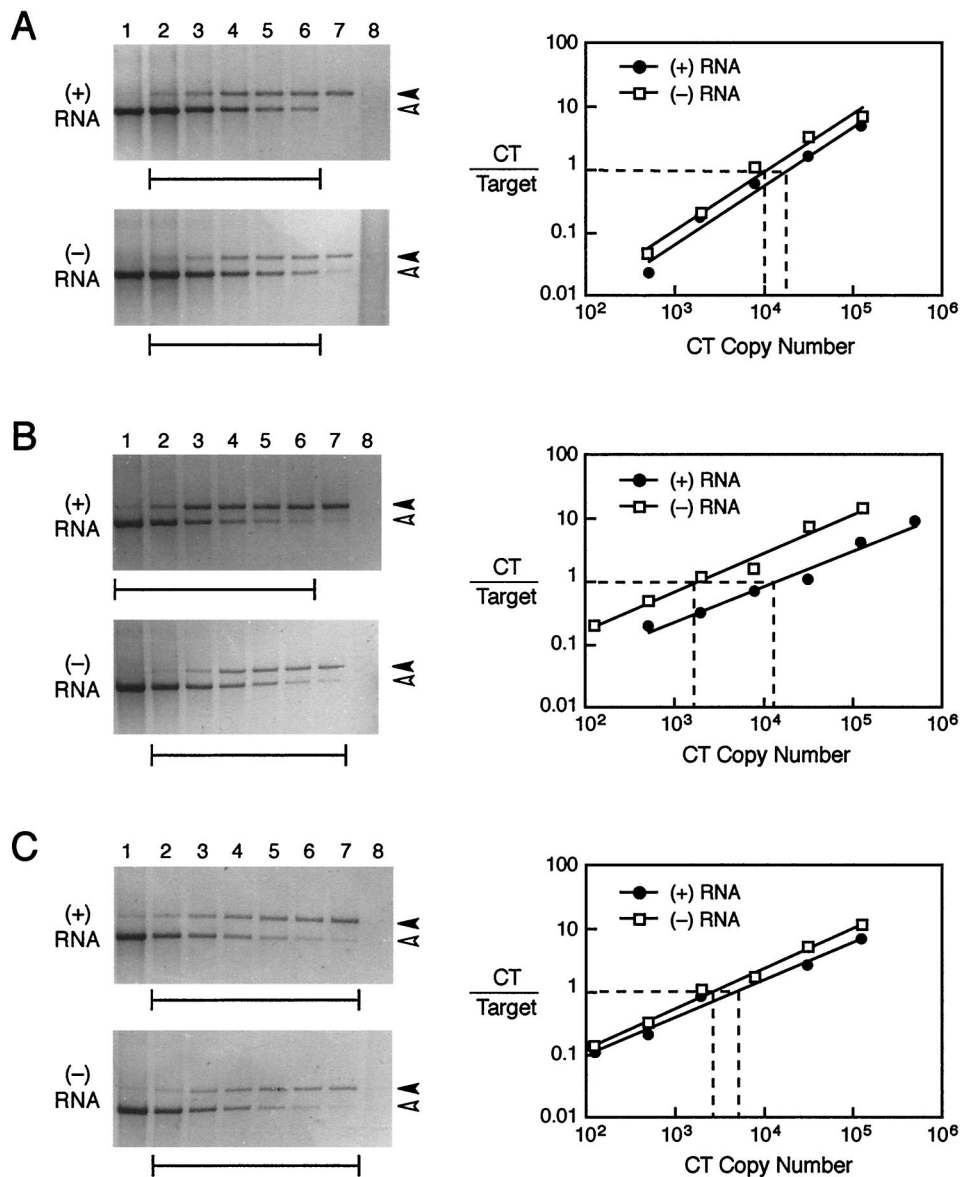 A
1 2 3 4 5 6 7 8
(+)
RNA
(−)
RNA
CT
Target
100
10
1
0.1
0.01
(+) RNA
(−) RNA
10² 10³ 10⁴ 10⁵ 10⁶
CT Copy Number
B
1 2 3 4 5 6 7 8
(+)
RNA
(−)
RNA
CT
Target
100
10
1
0.1
0.01
(+) RNA
(−) RNA
10² 10³ 10⁴ 10⁵ 10⁶
CT Copy Number
C
1 2 3 4 5 6 7 8
(+)
RNA
(−)
RNA
CT
Target
100
10
1
0.1
0.01
(+) RNA
(−) RNA
10² 10³ 10⁴ 10⁵ 10⁶
CT Copy Number